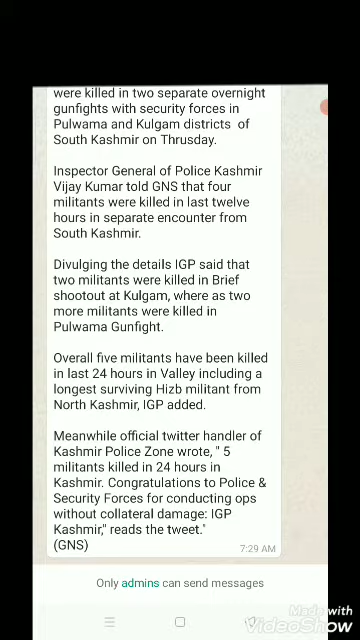 were killed in two separate overnight
gunfights with security forces in
Pulwama and Kulgam districts of
South Kashmir on Thrusday.
Inspector General of Police Kashmir
Vijay Kumar told GNS that four
militants were killed in last twelve
hours in separate encounter from
South Kashmir.
Divulging the details IGP said that
two militants were killed in Brief
shootout at Kulgam, where as two
more militants were killed in
Pulwama Gunfight.
Overall five militants have been killed
in last 24 hours in Valley including a
longest surviving Hizb militant from
North Kashmir, IGP added.
Meanwhile official twitter handler of
Kashmir Police Zone wrote, " 5
militants killed in 24 hours in
Kashmir. Congratulations to Police &
Security Forces for conducting ops
without collateral damage: IGP
Kashmir," reads the tweet."
(GNS)
7:29 AM
Only admins can send messages
Made with
VideoShow